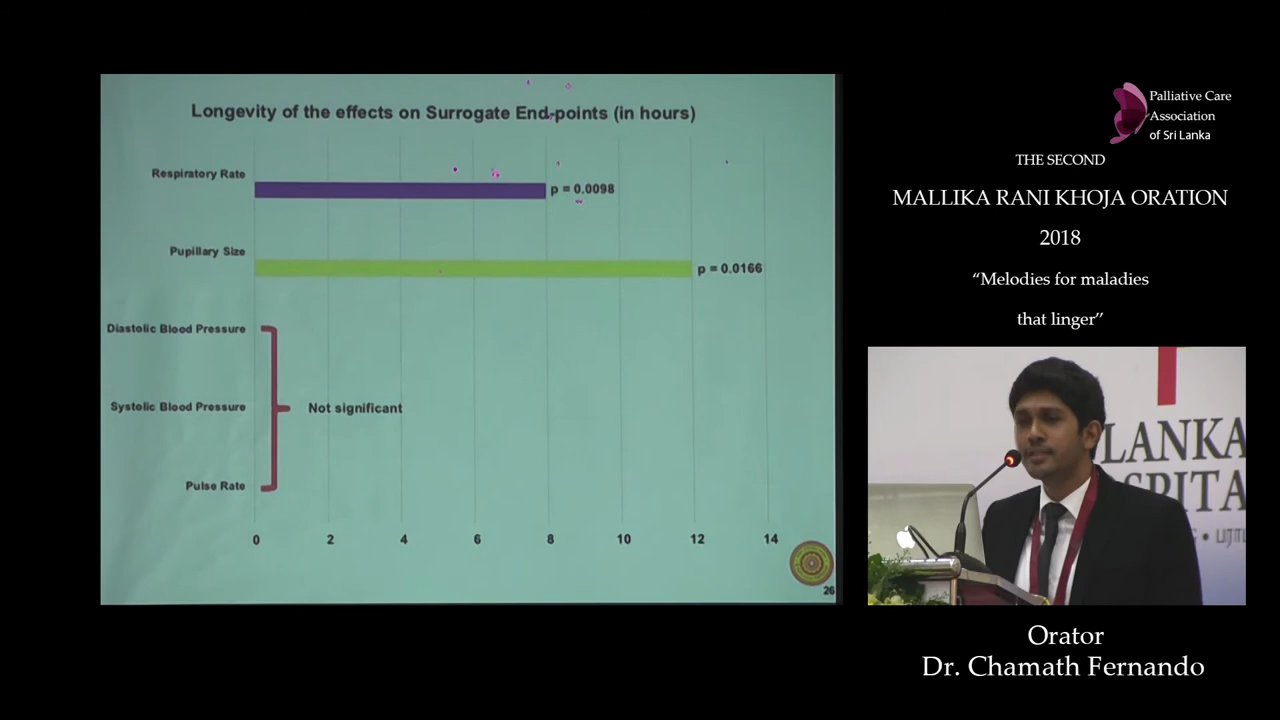 Longevity of the effects on Surrogate End-points (in hours)
Respiratory Rate
p = 0.0098
Pupillary Size
p = 0.0166
Diastolic Blood Pressure
Systolic Blood Pressure
Not significant
Pulse Rate
0 2 4 6 8 10 12 14
26
Palliative Care
Association
of Sri Lanka
THE SECOND
MALLIKA RANI KHOJA ORATION
2018
“Melodies for maladies
that linger”
LANKA
SPITA
Orator
Dr. Chamath Fernando